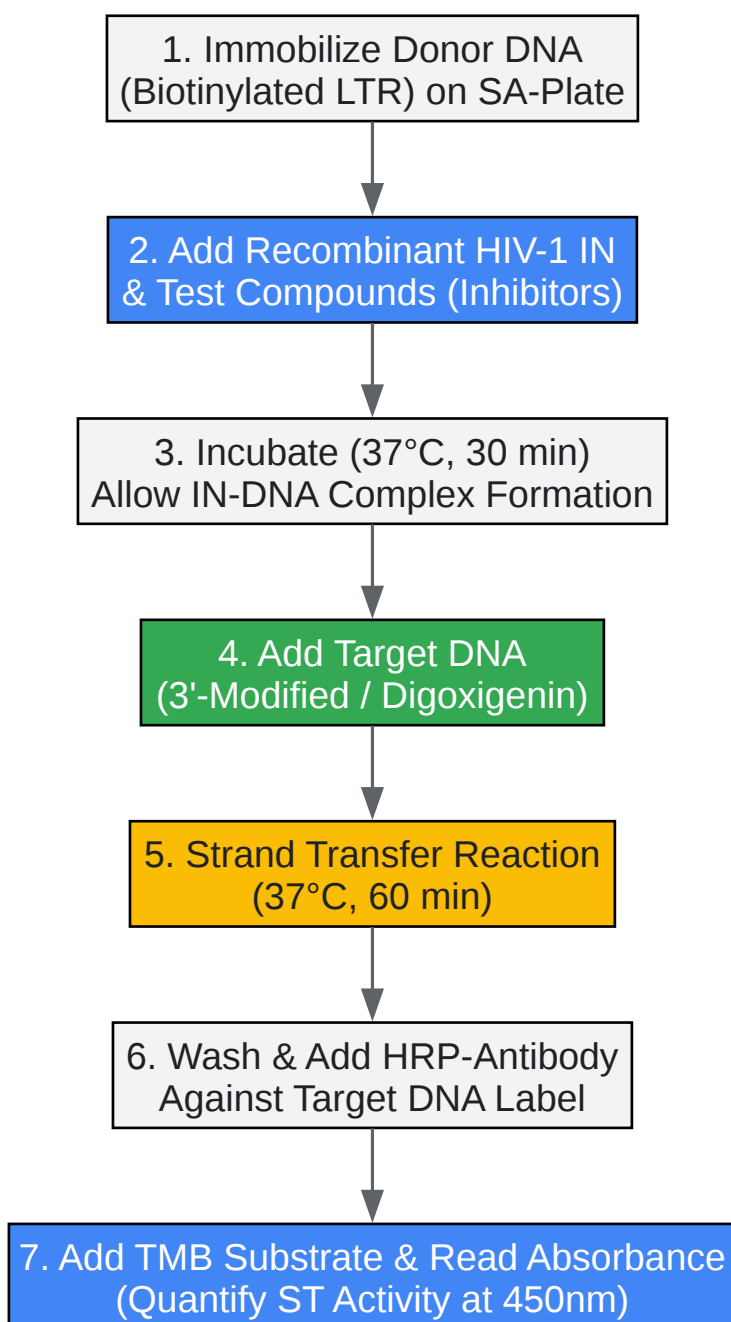 1. Immobilize Donor DNA
(Biotinylated LTR) on SA-Plate
2. Add Recombinant HIV-1 IN
& Test Compounds (Inhibitors)
3. Incubate (37°C, 30 min)
Allow IN-DNA Complex Formation
4. Add Target DNA
(3'-Modified / Digoxigenin)
5. Strand Transfer Reaction
(37°C, 60 min)
6. Wash & Add HRP-Antibody
Against Target DNA Label
7. Add TMB Substrate & Read Absorbance
(Quantify ST Activity at 450nm)